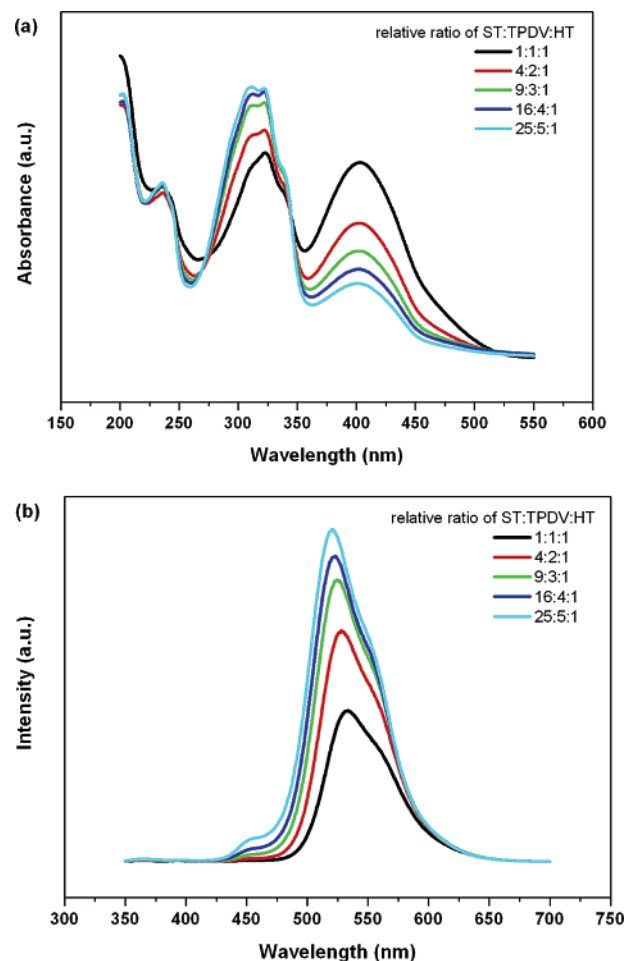 (a)
relative ratio of ST:TPDV:HT
1:1:1
4:2:1
9:3:1
16:4:1
25:5:1
Absorbance (a.u.)
150 200 250 300 350 400 450 500 550 600
Wavelength (nm)
(b)
relative ratio of ST:TPDV:HT
1:1:1
4:2:1
9:3:1
16:4:1
25:5:1
Intensity (a.u.)
300 350 400 450 500 550 600 650 700 750
Wavelength (nm)